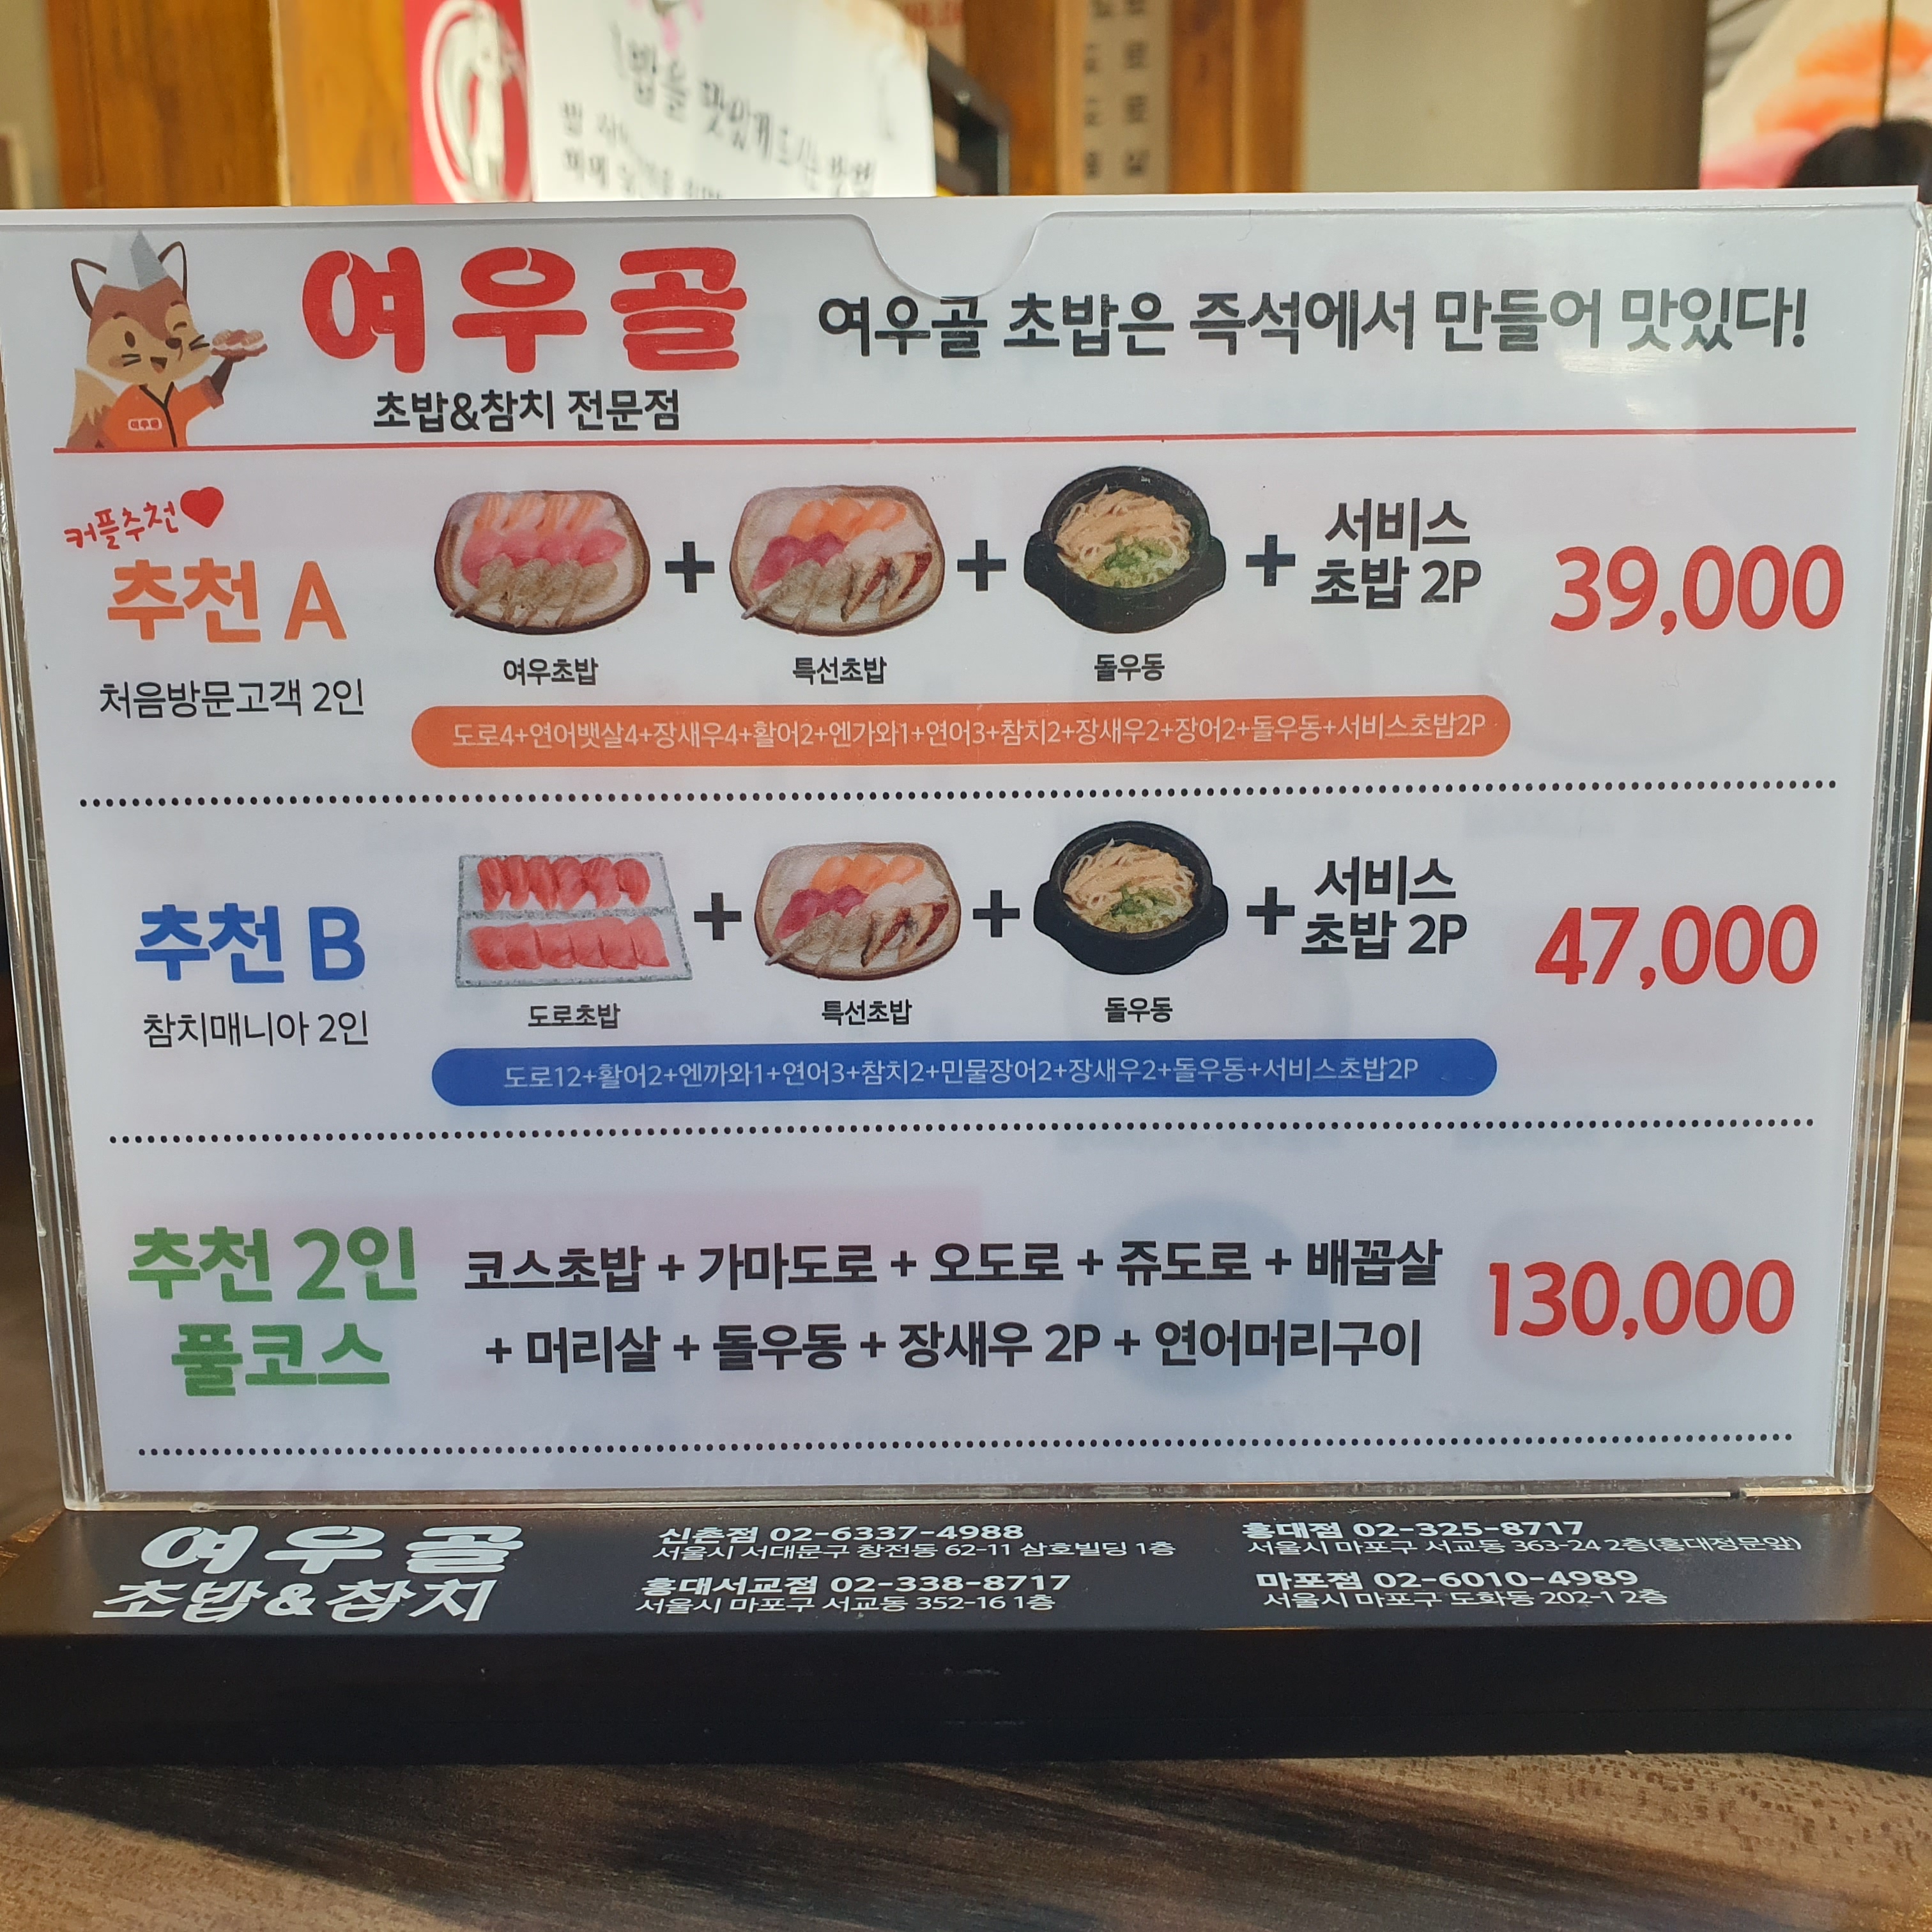 밥을 맛있게 드시는 방법
여우골
초밥&참치 전문점
여우골 초밥은 즉석에서 만들어 맛있다!
커플추천
추천 A
처음방문고객 2인
여우초밥
+
특선초밥
+
돌우동
+
서비스
초밥 2P
39,000
도로4+연어뱃살4+장새우4+활어2+엔가와1+연어3+참치2+장새우2+장어2+돌우동+서비스초밥2P
추천 B
참치매니아 2인
도로초밥
+
특선초밥
+
돌우동
+
서비스
초밥 2P
47,000
도로12+활어2+엔까와1+연어3+참치2+민물장어2+장새우2+돌우동+서비스초밥2P
추천 2인
풀코스
코스초밥 + 가마도로 + 오도로 + 쥬도로 + 배꼽살
+ 머리살 + 돌우동 + 장새우 2P + 연어머리구이
130,000
여우골
초밥&참치
신촌점 02-6337-4988
서울시 서대문구 창전동 62-11 삼호빌딩 1층
홍대서교점 02-338-8717
서울시 마포구 서교동 352-16 1층
홍대점 02-325-8717
서울시 마포구 서교동 363-24 2층(홍대정문앞)
마포점 02-6010-4989
서울시 마포구 도화동 202-1 2층